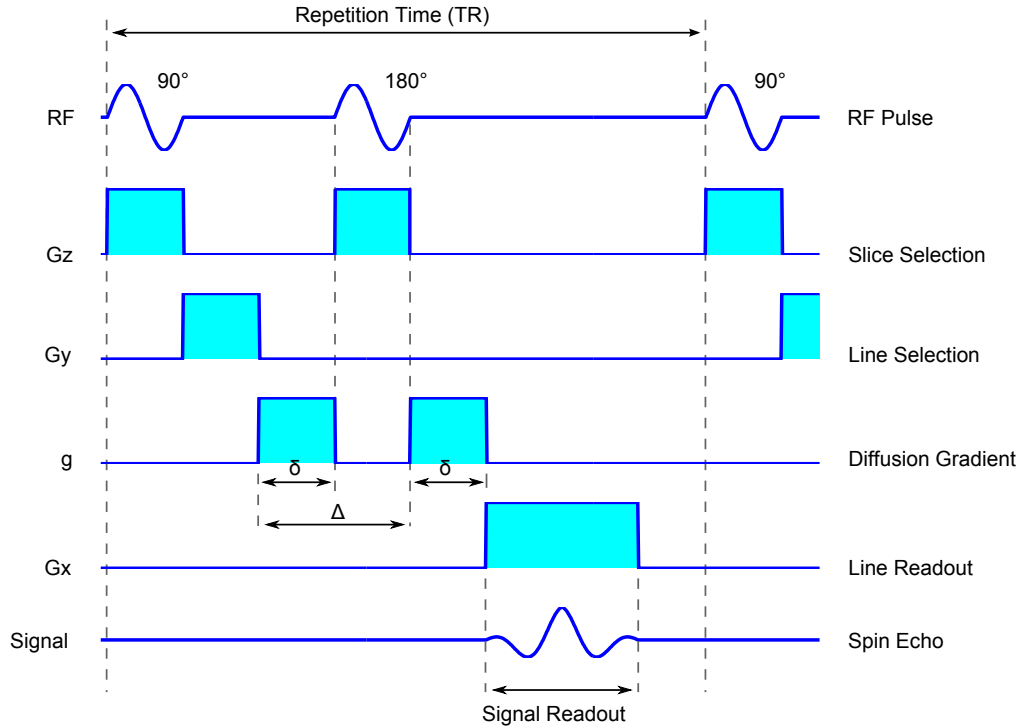 Repetition Time (TR)
90° 180° 90°
RF RF Pulse
Gz Slice Selection
Gy Line Selection
g Diffusion Gradient
δ δ
Δ
Gx Line Readout
Signal Spin Echo
Signal Readout